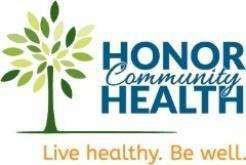 HONOR
Community
HEALTH
Live healthy. Be well.